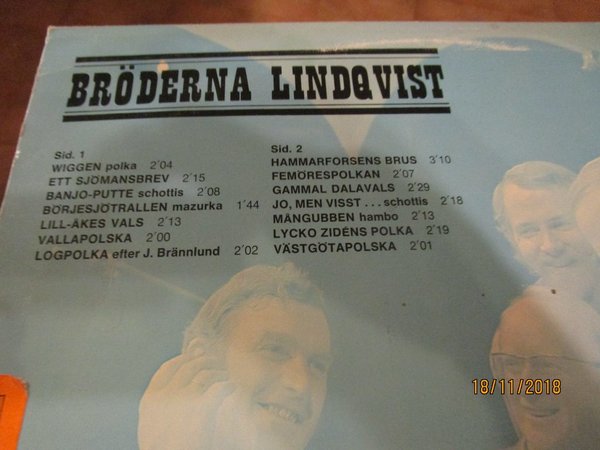 BRÖDERNA LINDQVIST
Sid. 1
WIGGEN polka 2´04
ETT SJÖMANSBREV 2´15
BANJO-PUTTE schottis 2´08
BÖRJESJÖTRALLEN mazurka 1´44
LILL-ÅKES VALS 2´13
VALLAPOLSKA 2´00
LOGPOLKA efter J. Brännlund 2´02
Sid. 2
HAMMARFORSENS BRUS 3´10
FEMÖRESPOLKAN 2´07
GAMMAL DALAVALS 2´29
JO, MEN VISST . . . schottis 2´18
MÅNGUBBEN hambo 2´13
LYCKO ZIDÉNS POLKA 2´19
VÄSTGÖTAPOLSKA 2´01
18/11/2018